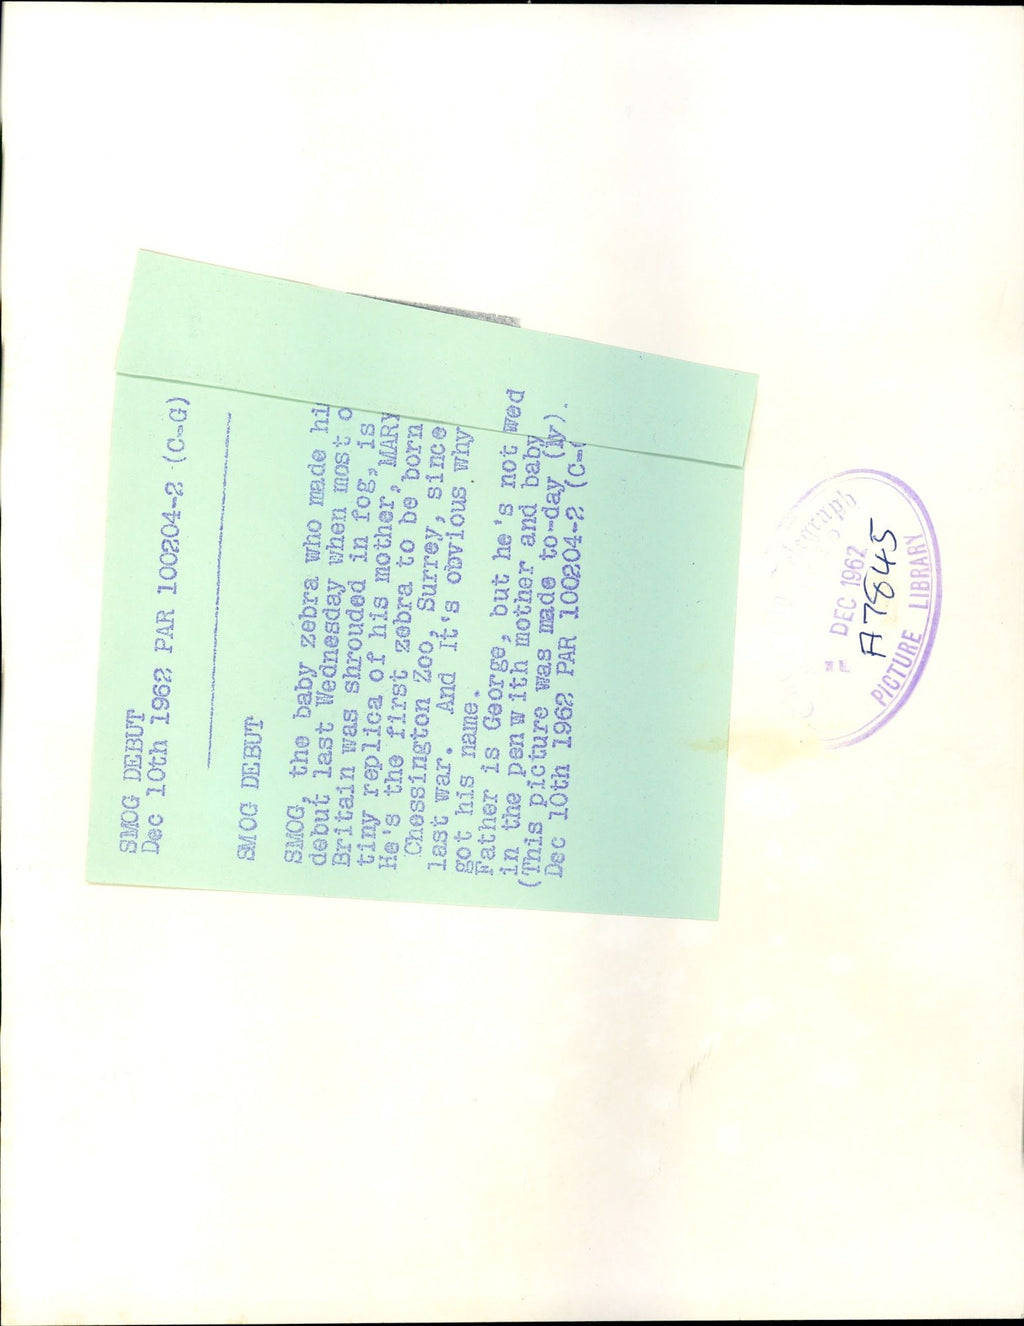 SMOG DEBUT
Dec 10th 1962 PAR 100204-2 (C-G)
SMOG DEBUT
SMOG, the baby zebra who made hi
debut last Wednesday when most o
Britain was shrouded in fog, is
tiny replica of his mother, MARY
He's the first zebra to be born
Chessington Zoo, Surrey, since
last war. And it's obvious why
got his name.
Father is George, but he's not wed
in the pen with mother and baby
(This picture was made to-day (ly).
Dec 10th 1962 PAR 100204-2 (C-
DEC 1962
A7845
PICTURE LIBRARY